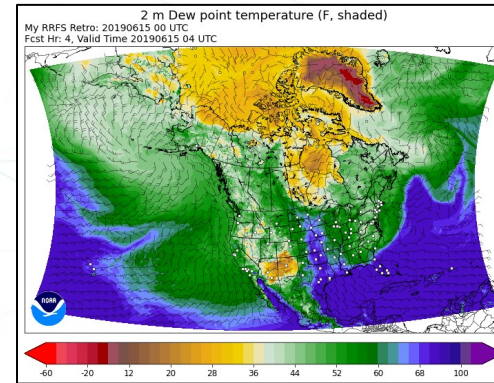 2 m Dew point temperature (F, shaded)
My RRFS Retro: 20190615 00 UTC
Fcst Hr: 4, Valid Time 20190615 04 UTC
NOAA
-60 -20 12 20 28 36 44 52 60 68 100